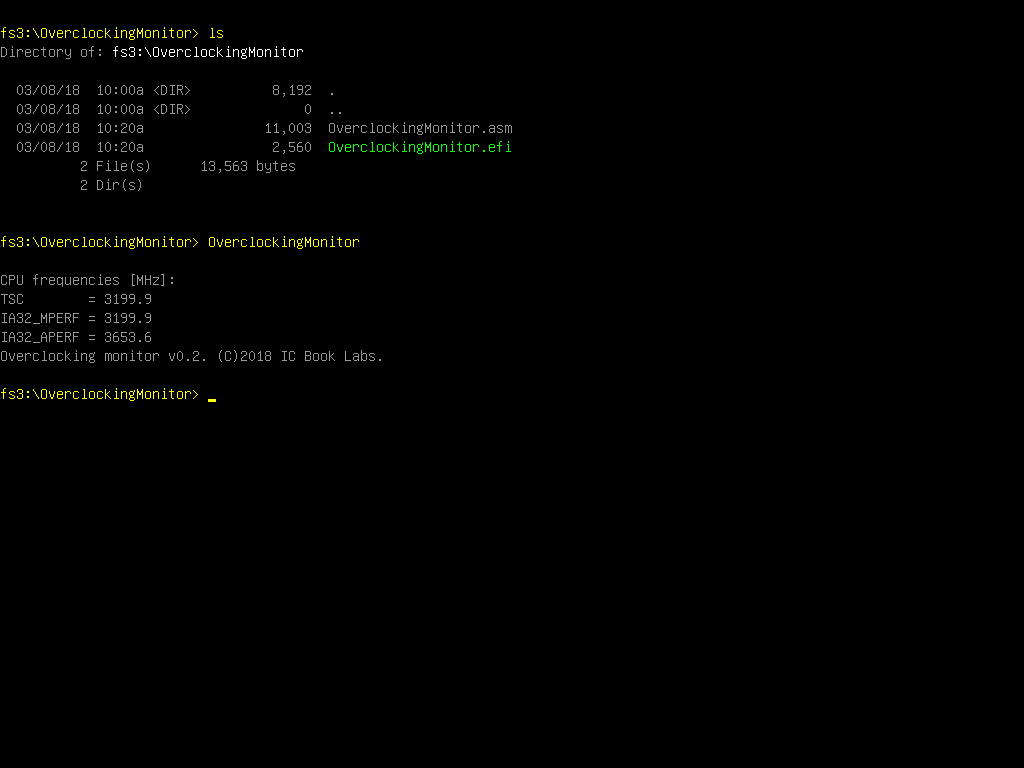 fs3:\OverclockingMonitor> ls
Directory of: fs3:\OverclockingMonitor
03/08/18  10:00a <DIR>          8,192  .
03/08/18  10:00a <DIR>              0  ..
03/08/18  10:20a               11,003  OverclockingMonitor.asm
03/08/18  10:20a                2,560  OverclockingMonitor.efi
2 File(s)      13,563 bytes
2 Dir(s)
fs3:\OverclockingMonitor> OverclockingMonitor
CPU frequencies [MHz]:
TSC        = 3199.9
IA32_MPERF = 3199.9
IA32_APERF = 3653.6
Overclocking monitor v0.2. (C)2018 IC Book Labs.
fs3:\OverclockingMonitor> _